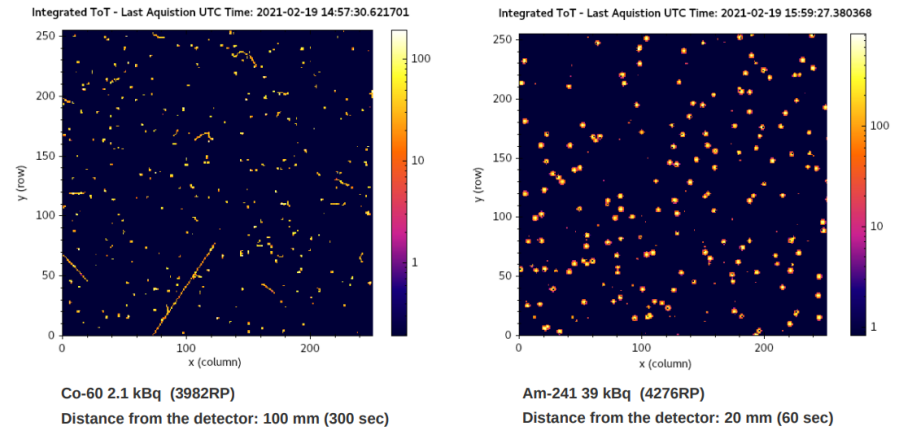 Integrated ToT - Last Aquistion UTC Time: 2021-02-19 14:57:30.621701
250
200
150
100
50
0
y (row)
0
100
200
x (column)
100
10
1
Co-60 2.1 kBq (3982RP)
Distance from the detector: 100 mm (300 sec)
Integrated ToT - Last Aquistion UTC Time: 2021-02-19 15:59:27.380368
250
200
150
100
50
0
y (row)
0
100
200
x (column)
100
10
1
Am-241 39 kBq (4276RP)
Distance from the detector: 20 mm (60 sec)